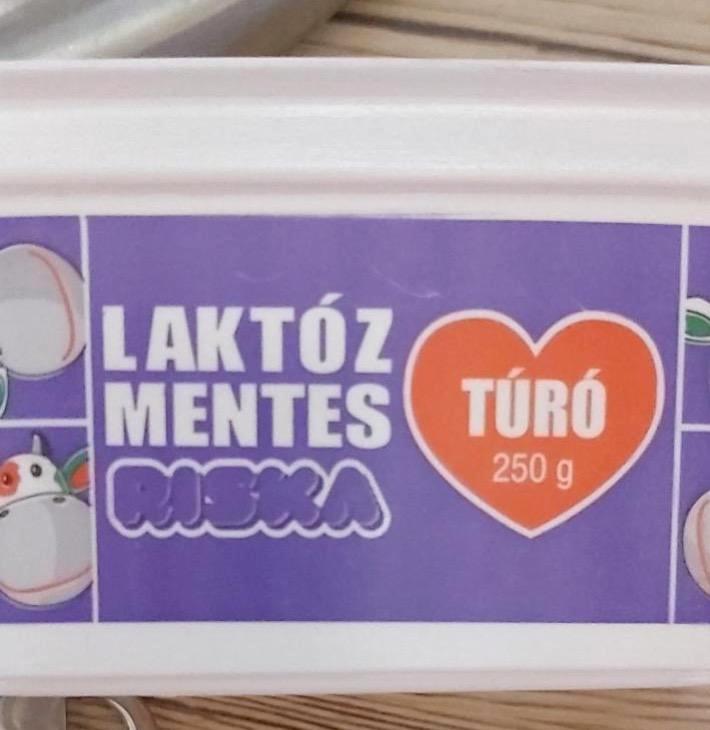 LAKTÓZ
MENTES
RISKA
TÚRÓ
250 g